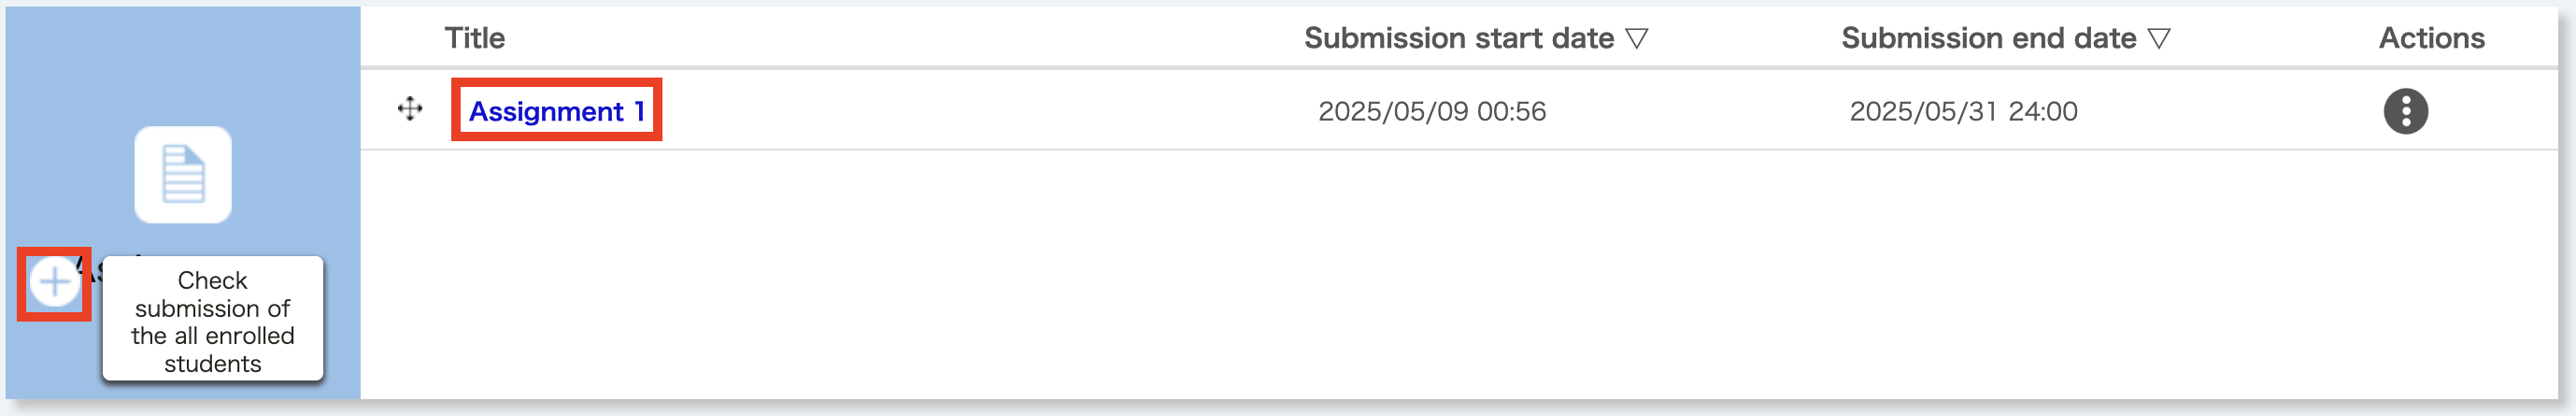 Title Submission start date ▽ Submission end date ▽ Actions
Assignment 1 2025/05/09 00:56 2025/05/31 24:00
Check
submission of
the all enrolled
students